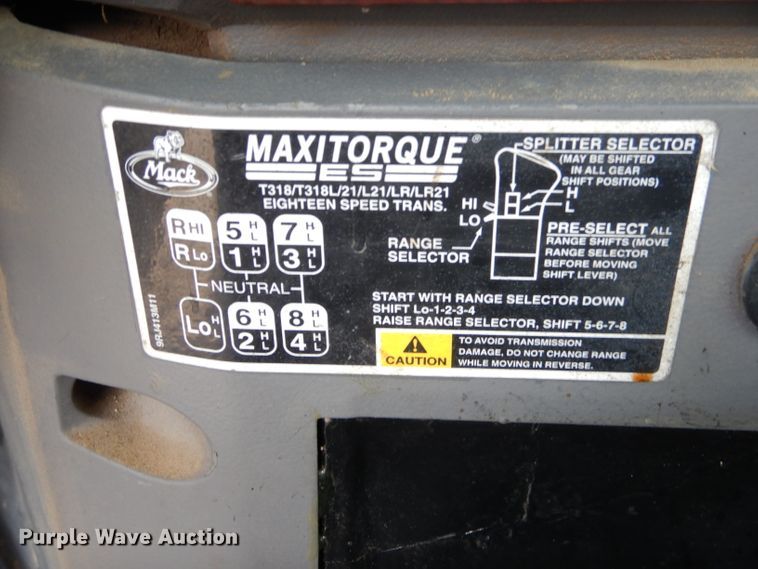 Mack
MAXITORQUE®
ES
T318/T318L/21/L21/LR/LR21
EIGHTEEN SPEED TRANS.
SPLITTER SELECTOR
(MAY BE SHIFTED
IN ALL GEAR
SHIFT POSITIONS)
H
L
HI
LO
RANGE
SELECTOR
PRE-SELECT ALL
RANGE SHIFTS (MOVE
RANGE SELECTOR
BEFORE MOVING
SHIFT LEVER)
R HI 5 H L 7 H L
R LO 1 H L 3 H L
NEUTRAL
Lo H L 6 H L 8 H L
2 H L 4 H L
9RJ413M11
START WITH RANGE SELECTOR DOWN
SHIFT Lo-1-2-3-4
RAISE RANGE SELECTOR, SHIFT 5-6-7-8
CAUTION
TO AVOID TRANSMISSION
DAMAGE, DO NOT CHANGE RANGE
WHILE MOVING IN REVERSE.
Purple Wave Auction